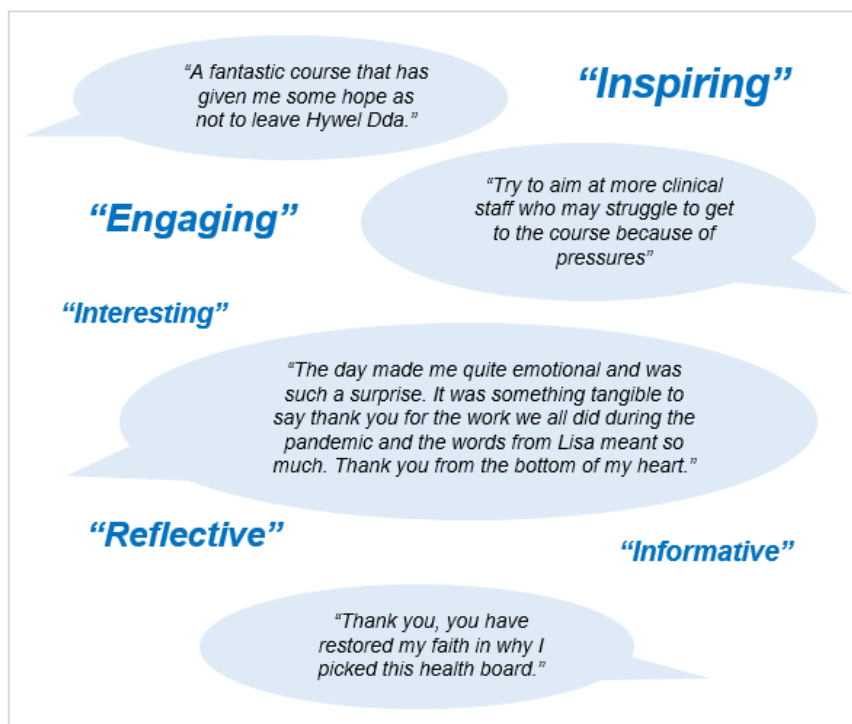 “A fantastic course that has
given me some hope as
not to leave Hywel Dda.”
“Inspiring”
“Try to aim at more clinical
staff who may struggle to get
to the course because of
pressures”
“Engaging”
“Interesting”
“The day made me quite emotional and was
such a surprise. It was something tangible to
say thank you for the work we all did during the
pandemic and the words from Lisa meant so
much. Thank you from the bottom of my heart.”
“Reflective”
“Informative”
“Thank you, you have
restored my faith in why I
picked this health board.”